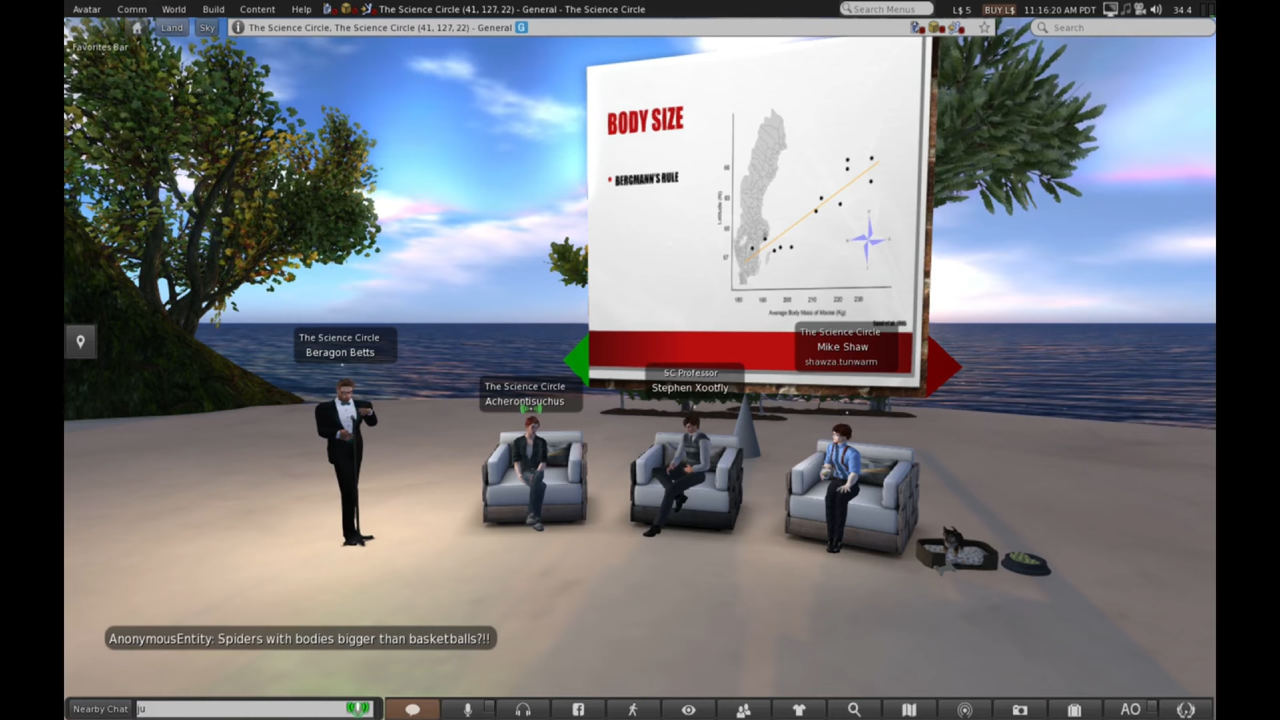 Avatar Comm World Build Content Help The Science Circle (41, 127, 22) - General - The Science Circle Search Menus L$ 5 BUY L$ 11:16:20 AM PDT 34.4
Land Sky The Science Circle, The Science Circle (41, 127, 22) - General G Search
Favorites Bar
BODY SIZE
• BERGMANN'S RULE
Latitude (N)
Average Body Mass of Moose (Kg)
The Science Circle
Beragon Betts
The Science Circle
Acherontisuchus
SC Professor
Stephen Xootfly
The Science Circle
Mike Shaw
shawza.tunwarm
AnonymousEntity: Spiders with bodies bigger than basketballs?!!
Nearby Chat ju AO